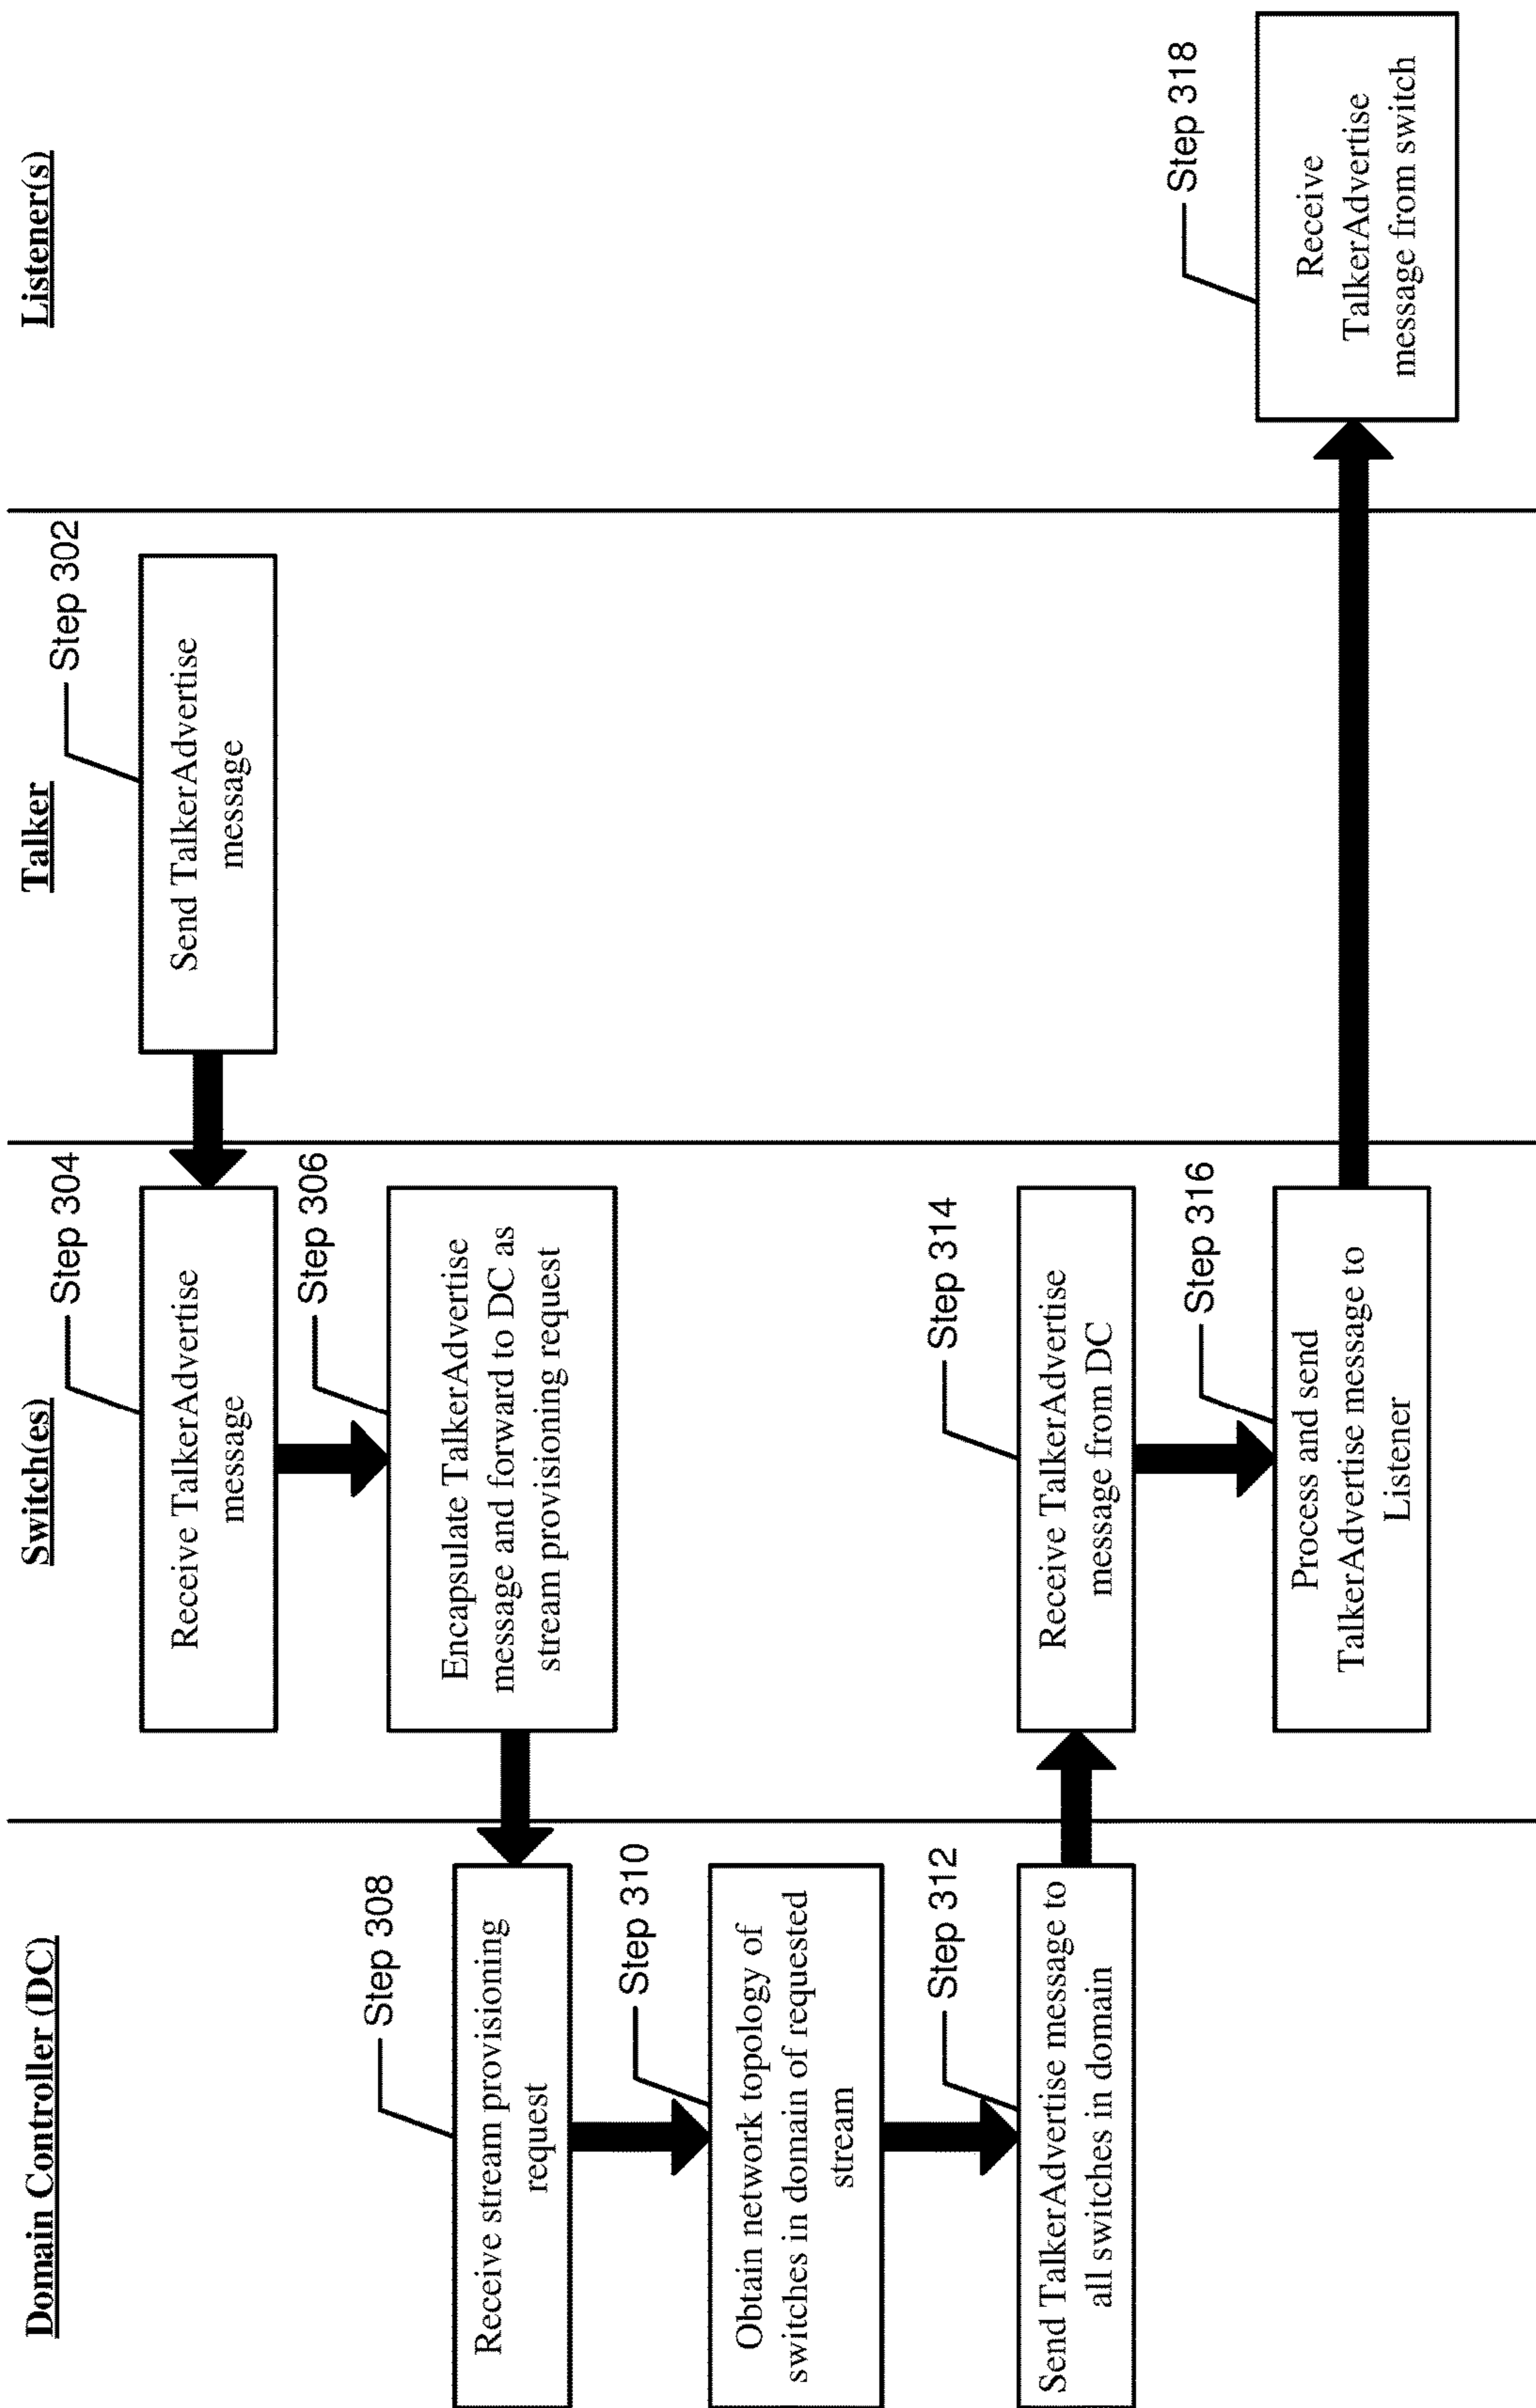 Domain Controller (DC)
Switch(es)
Talker
Listener(s)
Step 302
Send TalkerAdvertise
message
Step 304
Receive TalkerAdvertise
message
Step 306
Encapsulate TalkerAdvertise
message and forward to DC as
stream provisioning request
Step 308
Receive stream provisioning
request
Step 310
Obtain network topology of
switches in domain of requested
stream
Step 312
Send TalkerAdvertise message to
all switches in domain
Step 314
Receive TalkerAdvertise
message from DC
Step 316
Process and send
TalkerAdvertise message to
Listener
Step 318
Receive
TalkerAdvertise
message from switch